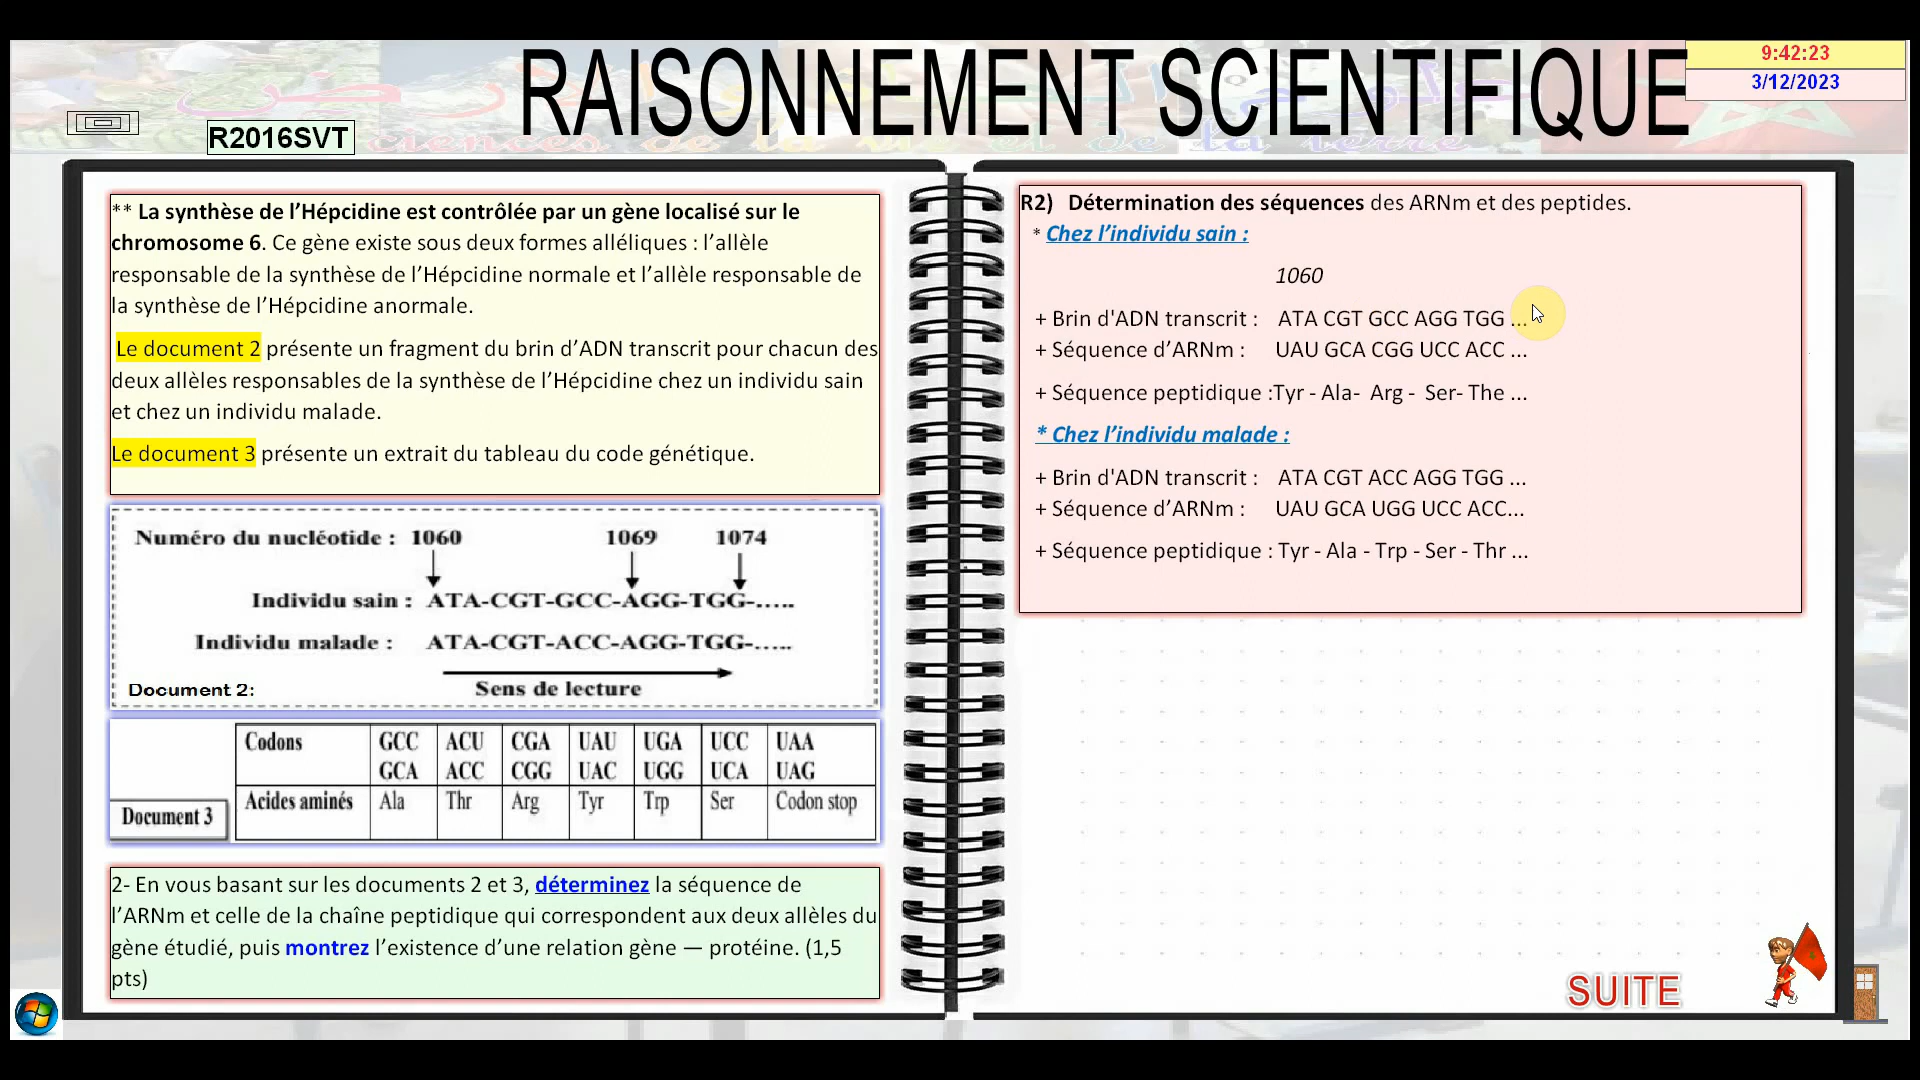 RAISONNEMENT SCIENTIFIQUE
9:42:23
3/12/2023
R2016SVT
** La synthèse de l’Hépcidine est contrôlée par un gène localisé sur le
chromosome 6. Ce gène existe sous deux formes alléliques : l’allèle
responsable de la synthèse de l’Hépcidine normale et l’allèle responsable de
la synthèse de l’Hépcidine anormale.
Le document 2 présente un fragment du brin d’ADN transcrit pour chacun des
deux allèles responsables de la synthèse de l’Hépcidine chez un individu sain
et chez un individu malade.
Le document 3 présente un extrait du tableau du code génétique.
Numéro du nucléotide : 1060 1069 1074
Individu sain : ATA-CGT-GCC-AGG-TGG-.....
Individu malade : ATA-CGT-ACC-AGG-TGG-.....
Sens de lecture
Document 2:
Codons GCC ACU CGA UAU UGA UCC UAA
GCA ACC CGG UAC UGG UCA UAG
Acides aminés Ala Thr Arg Tyr Trp Ser Codon stop
Document 3
2- En vous basant sur les documents 2 et 3, déterminez la séquence de
l’ARNm et celle de la chaîne peptidique qui correspondent aux deux allèles du
gène étudié, puis montrez l’existence d’une relation gène — protéine. (1,5
pts)
R2) Détermination des séquences des ARNm et des peptides.
* Chez l’individu sain :
1060
+ Brin d'ADN transcrit : ATA CGT GCC AGG TGG ...
+ Séquence d’ARNm : UAU GCA CGG UCC ACC ...
+ Séquence peptidique :Tyr - Ala- Arg - Ser- The ...
* Chez l’individu malade :
+ Brin d'ADN transcrit : ATA CGT ACC AGG TGG ...
+ Séquence d’ARNm : UAU GCA UGG UCC ACC...
+ Séquence peptidique : Tyr - Ala - Trp - Ser - Thr ...
SUITE